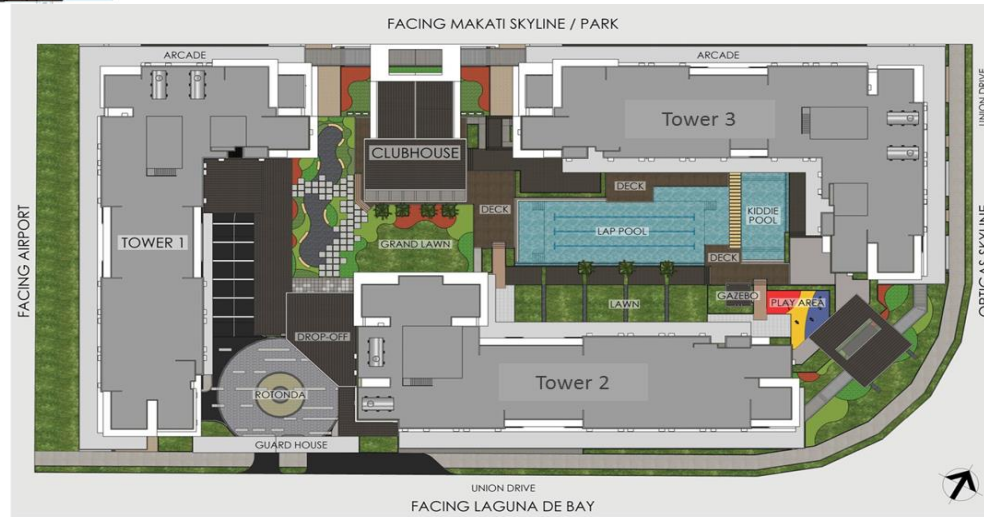 FACING MAKATI SKYLINE / PARK
ARCADE
ARCADE
UNION DRIVE
Tower 3
CLUBHOUSE
DECK
DECK
KIDDIE
POOL
LAP POOL
TOWER 1
GRAND LAWN
FACING AIRPORT
ORTIGAS SKYLINE
DECK
GAZEBO
PLAY AREA
LAWN
DROP-OFF
Tower 2
ROTONDA
GUARD HOUSE
UNION DRIVE
FACING LAGUNA DE BAY